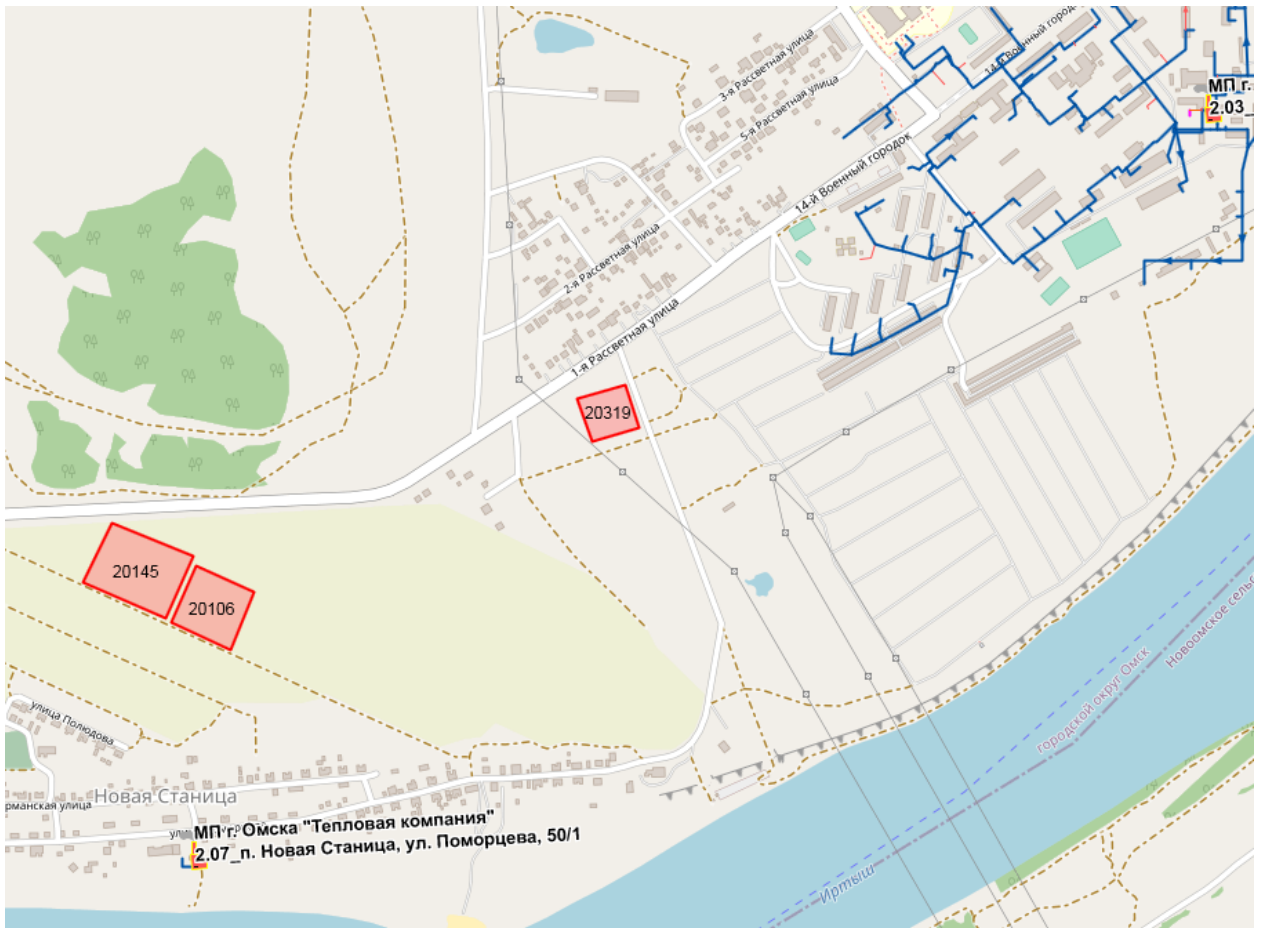 3-я Рассветная улица
14-й Военный городок
МП г.
2.03_
5-я Рассветная улица
14-й Военный городок
2-я Рассветная улица
1-я Рассветная улица
20319
20145
20106
Новоомское сельс
городской округ Омск
улица Полюдова
Новая Станица
рманская улица
МП г. Омска "Тепловая компания"
2.07_п. Новая Станица, ул. Поморцева, 50/1
Иртыш